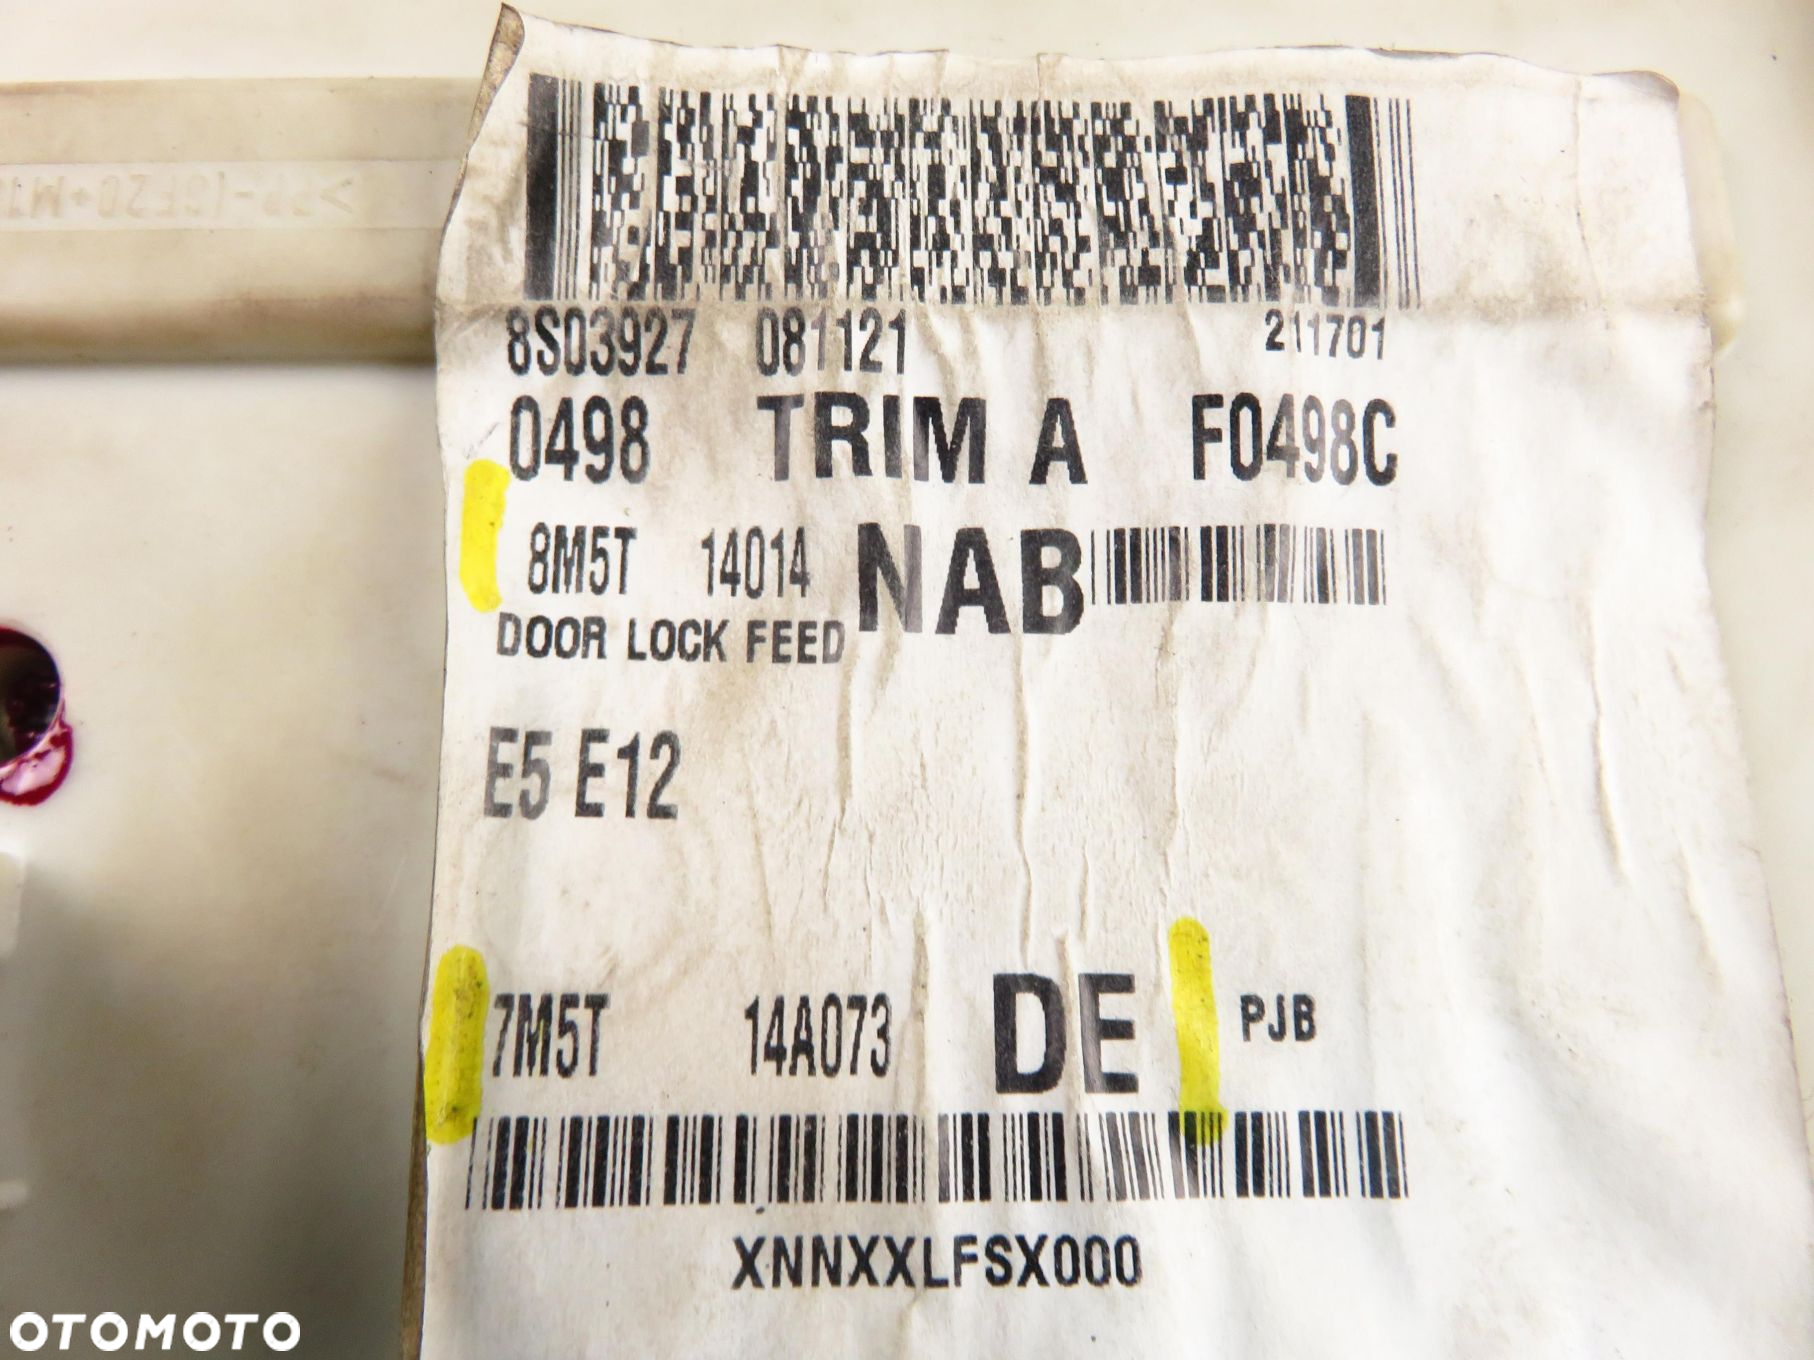 8S03927 081121 211701
0498 TRIM A F0498C
8M5T 14014 NAB
DOOR LOCK FEED
E5 E12
7M5T 14A073 DE PJB
XNNXXLFSX000
OTOMOTO